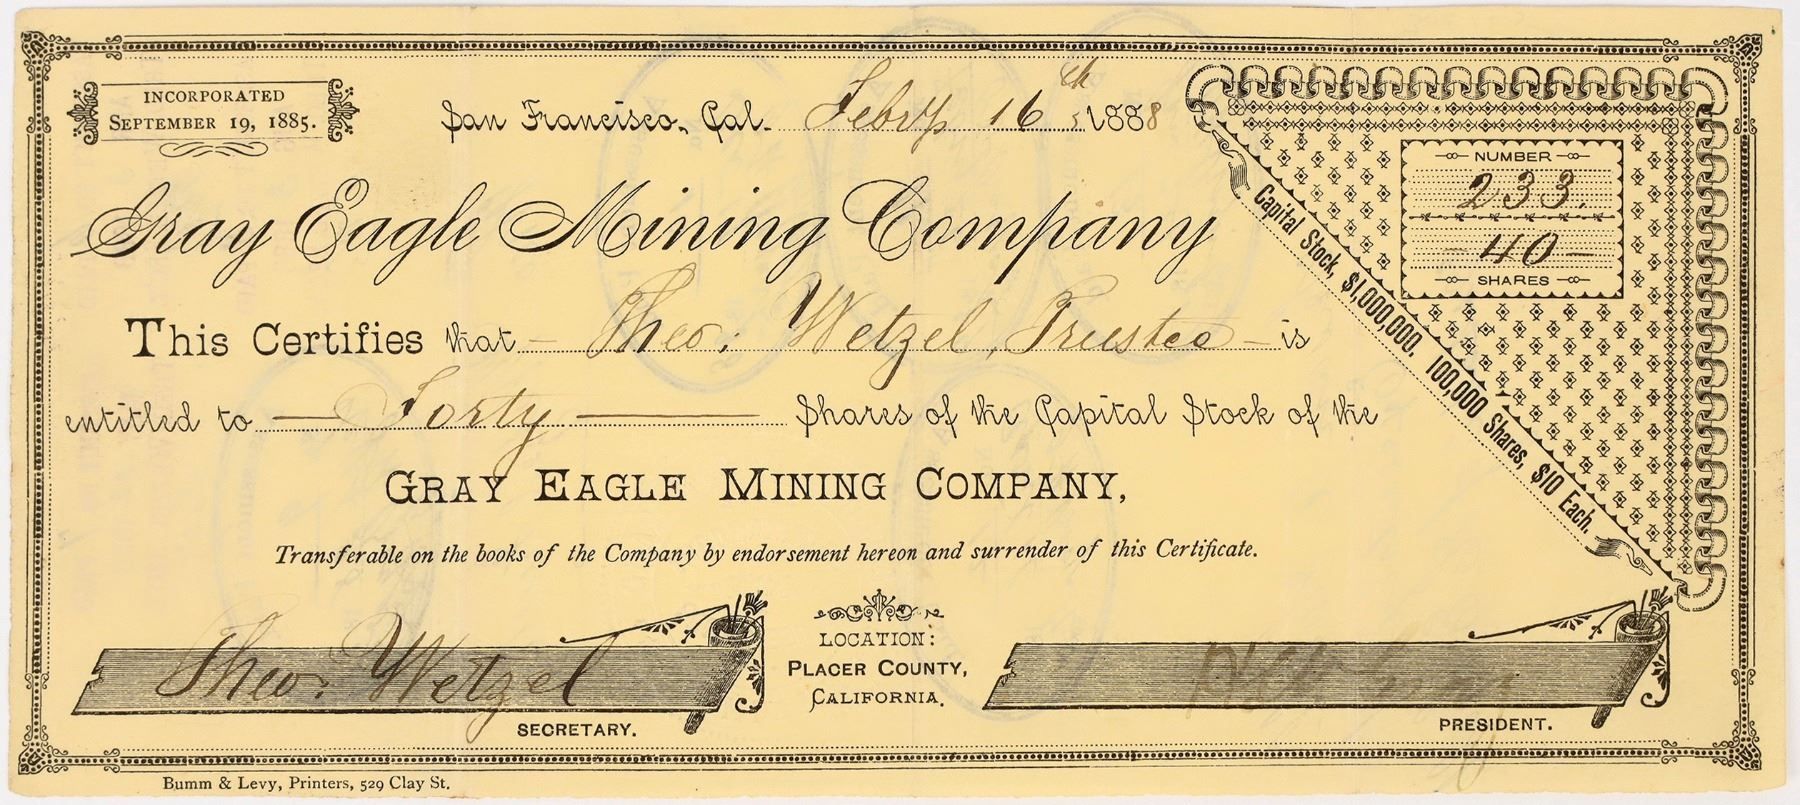 INCORPORATED
SEPTEMBER 19, 1885.
San Francisco, Cal. Febry 16th 1888
NUMBER
233.
40
SHARES
Gray Eagle Mining Company
Capital Stock, $1,000,000. 100,000 Shares, $10 Each.
This Certifies that Theo: Wetzel, Trustee is
entitled to Forty Shares of the Capital Stock of the
GRAY EAGLE MINING COMPANY,
Transferable on the books of the Company by endorsement hereon and surrender of this Certificate.
Theo: Wetzel
SECRETARY.
LOCATION:
PLACER COUNTY,
CALIFORNIA.
PRESIDENT.
Bumm & Levy, Printers, 529 Clay St.